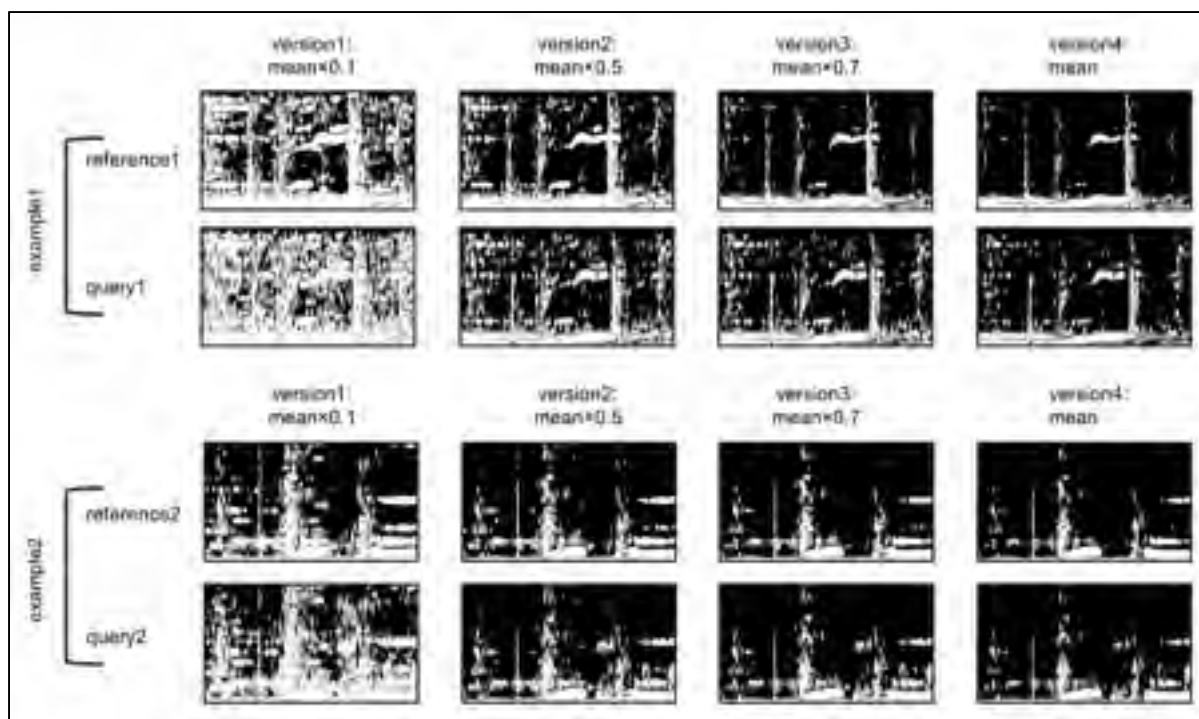 version1:
mean×0.1
version2:
mean×0.5
version3:
mean×0.7
version4:
mean
example1
reference1
query1
version1:
mean×0.1
version2:
mean×0.5
version3:
mean×0.7
version4:
mean
example2
reference2
query2